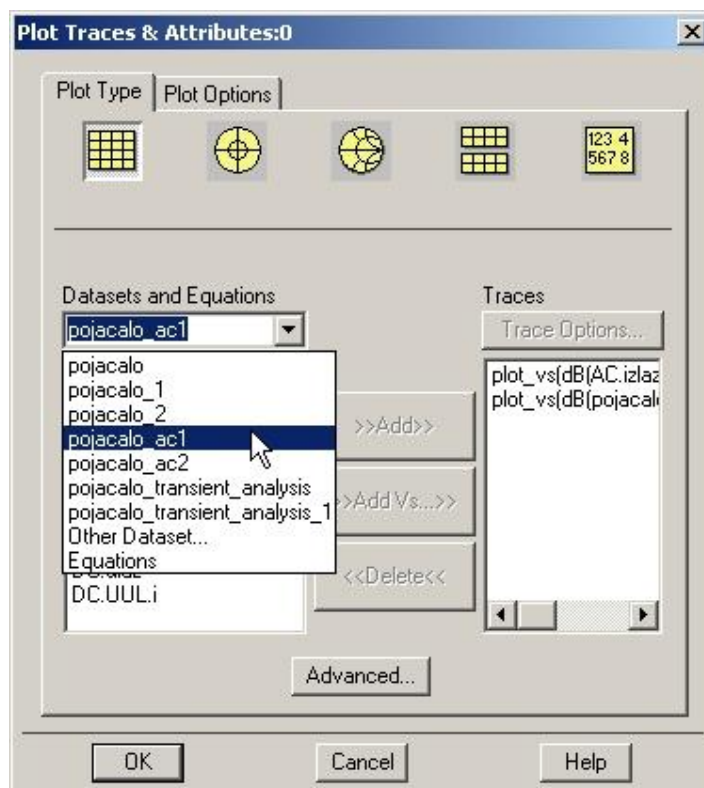 Plot Traces & Attributes:0
Plot Type
Plot Options
123 4
567 8
Datasets and Equations
Traces
pojacalo_ac1
Trace Options...
pojacalo
pojacalo_1
pojacalo_2
pojacalo_ac1
pojacalo_ac2
pojacalo_transient_analysis
pojacalo_transient_analysis_1
Other Dataset...
Equations
DC.UUL.i
>>Add>>
>>Add Vs...>>
<<Delete<<
plot_vs(dB(AC.izlaz
plot_vs(dB(pojacal
Advanced...
OK
Cancel
Help